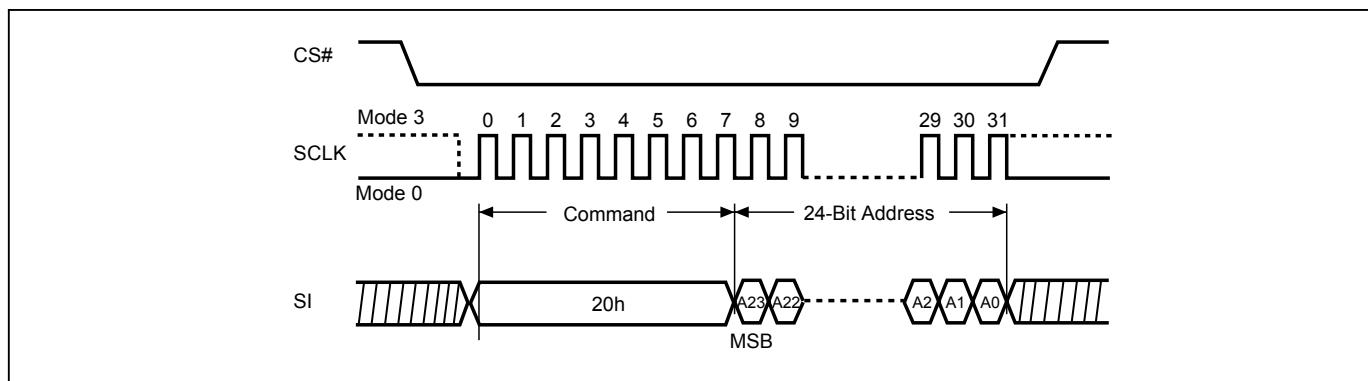 CS#
Mode 3
0 1 2 3 4 5 6 7 8 9 29 30 31
SCLK
Mode 0
Command 24-Bit Address
SI 20h A23 A22 A2 A1 A0
MSB